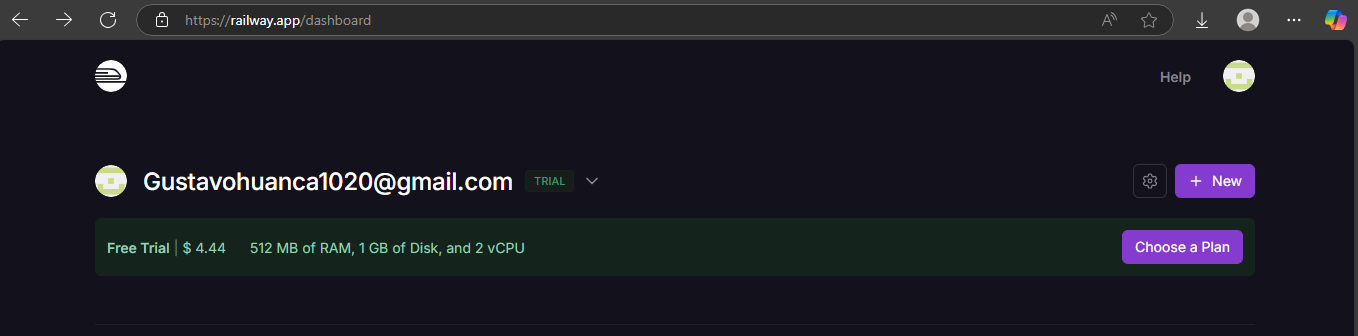 https://railway.app/dashboard
Help
Gustavohuanca1020@gmail.com TRIAL
+ New
Free Trial | $ 4.44 512 MB of RAM, 1 GB of Disk, and 2 vCPU
Choose a Plan